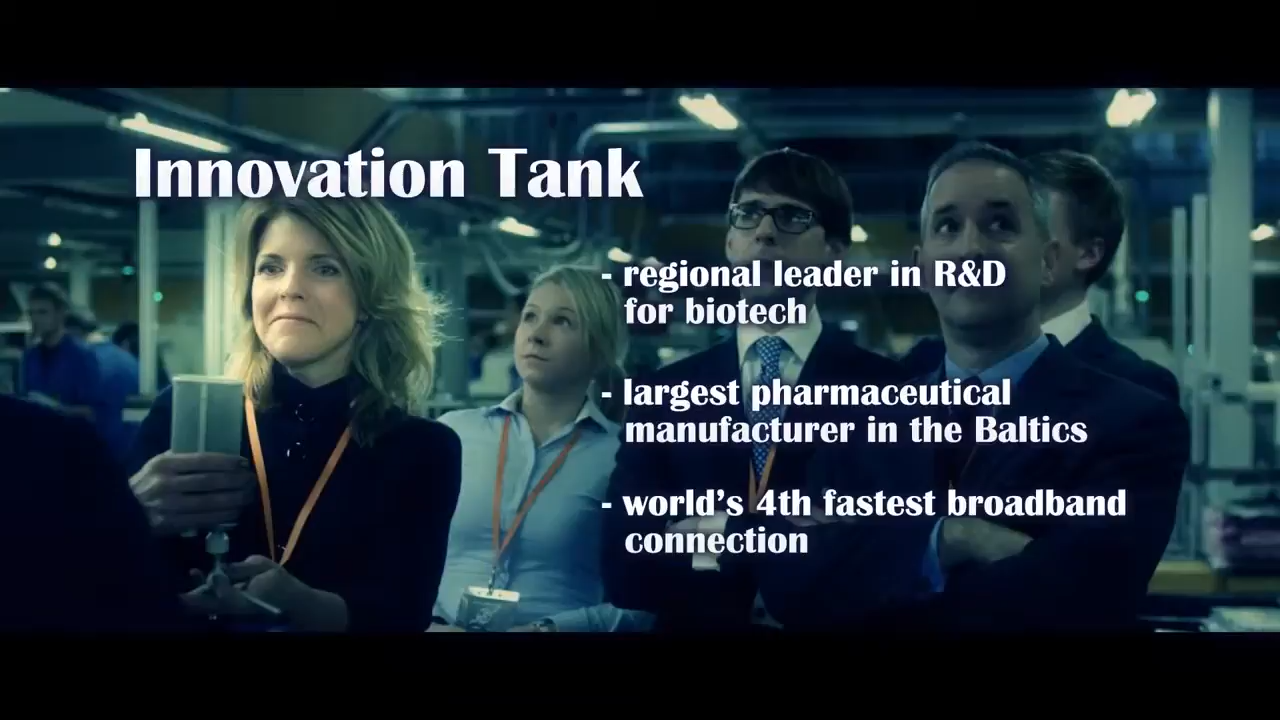 Innovation Tank
- regional leader in R&D
for biotech
- largest pharmaceutical
manufacturer in the Baltics
- world's 4th fastest broadband
connection